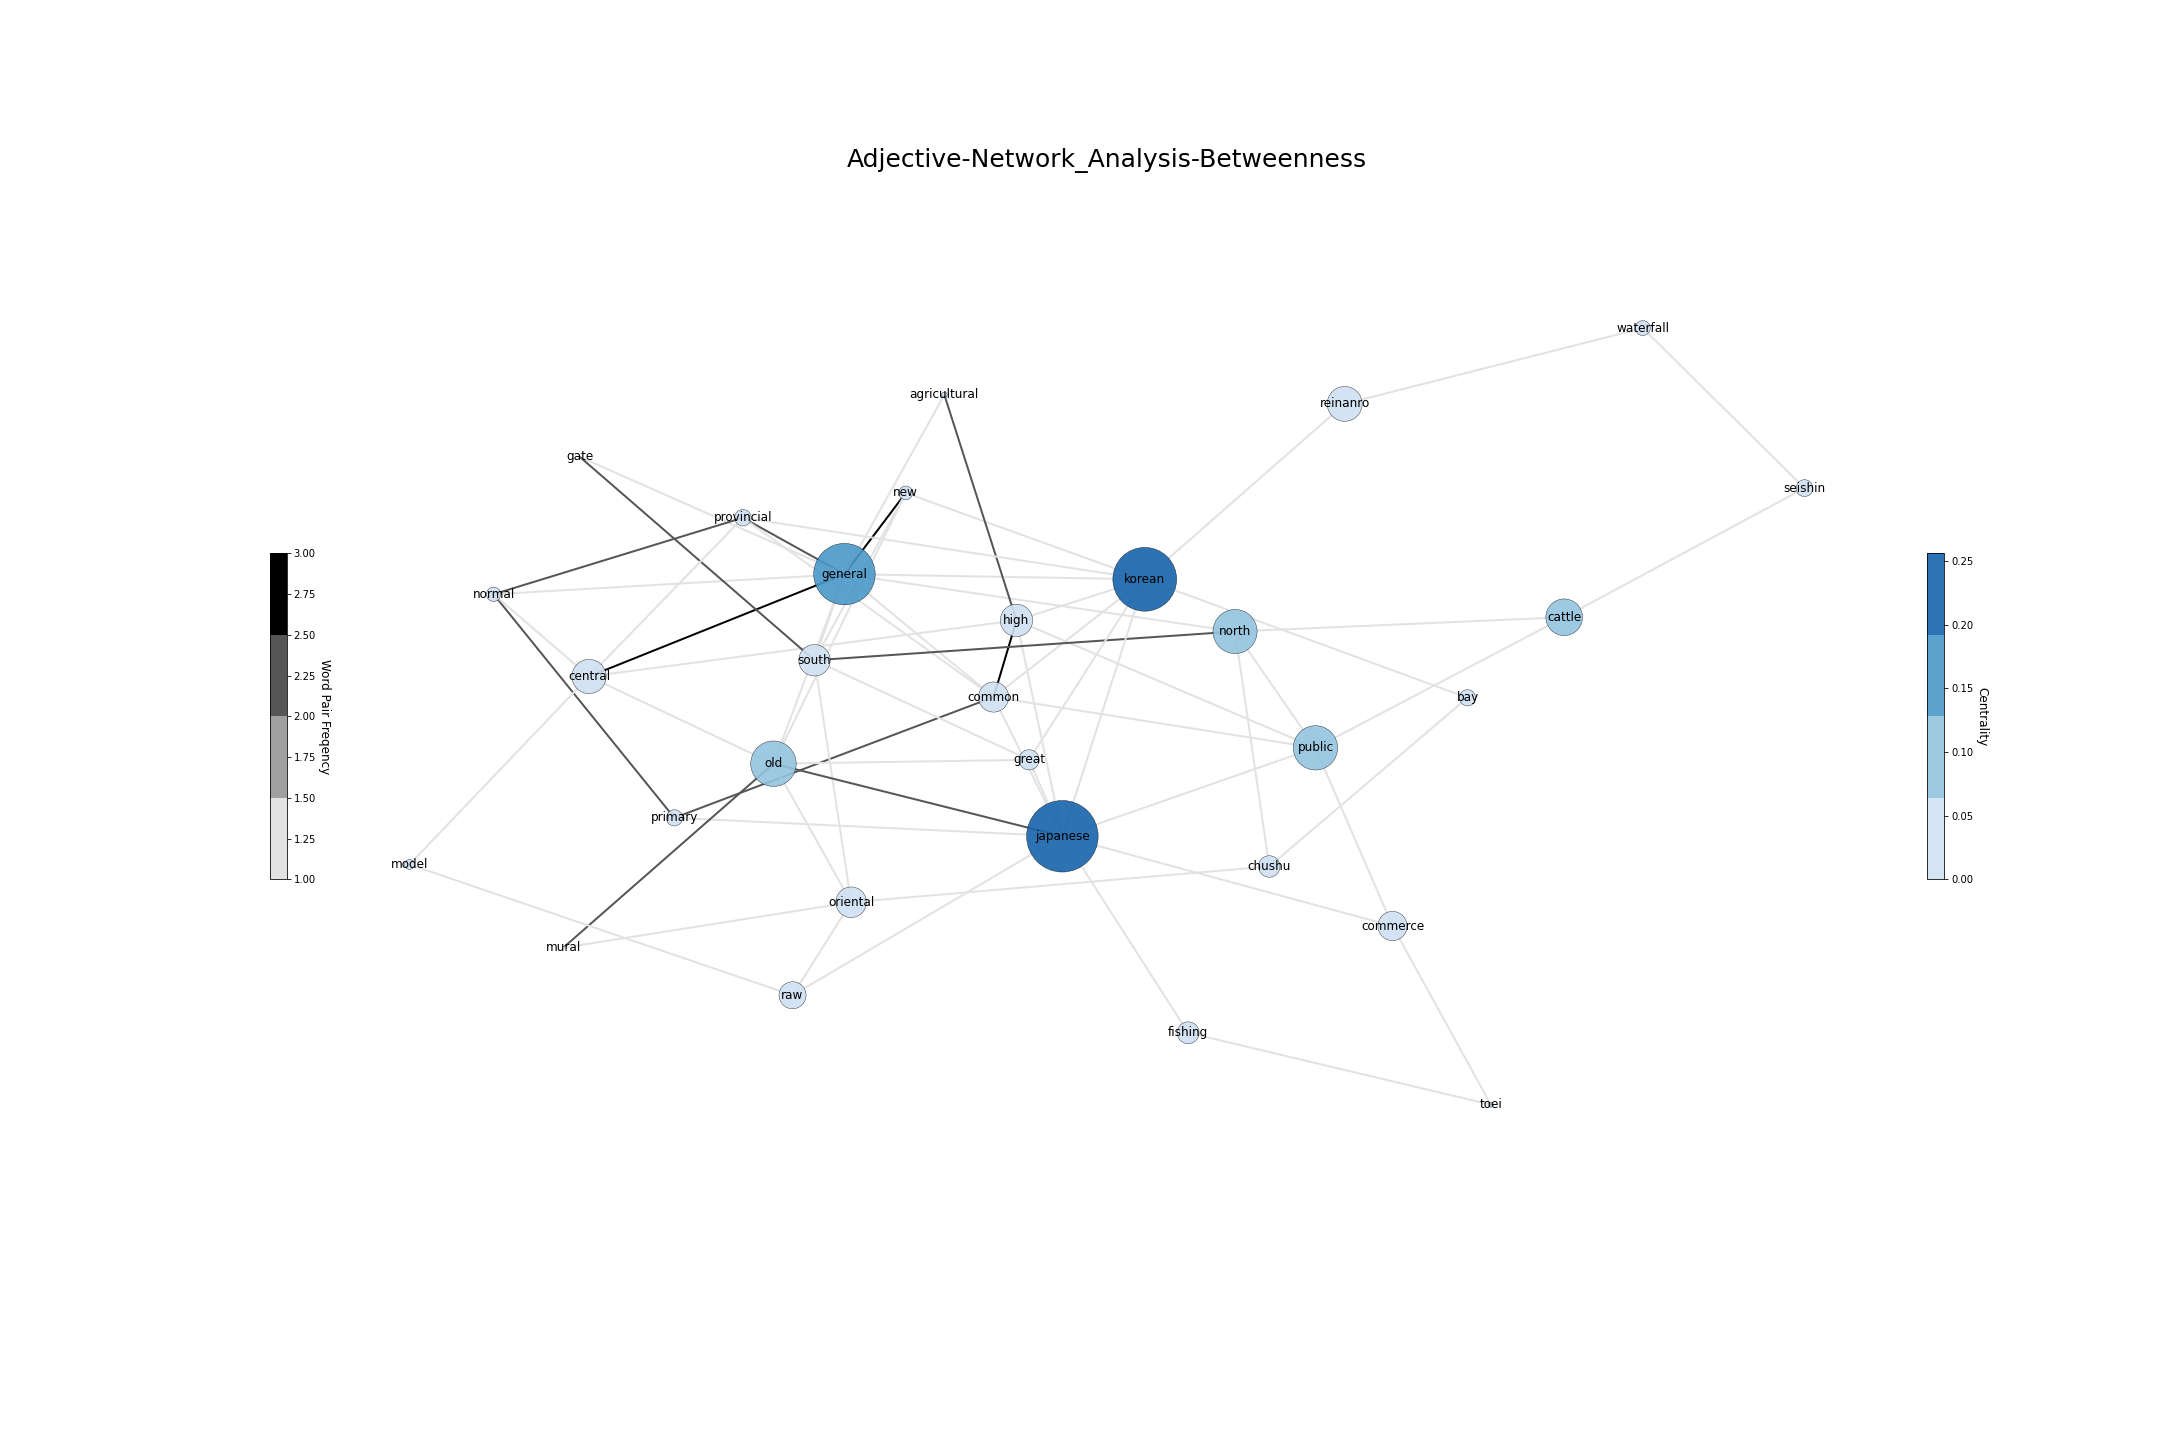 Adjective-Network_Analysis-Betweenness
waterfall
agricultural
reinanro
gate
new
seishin
provincial
general
korean
normal
high
north
cattle
south
central
common
bay
public
great
old
primary
japanese
model
chushu
oriental
commerce
mural
raw
fishing
toei
3.00
2.75
2.50
2.25
2.00
1.75
1.50
1.25
1.00
Word Pair Freqency
0.25
0.20
0.15
0.10
0.05
0.00
Centrality